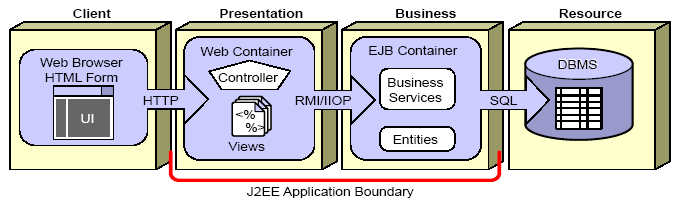 Client
Presentation
Business
Resource
Web Browser
HTML Form
UI
HTTP
Web Container
Controller
<%
%>
Views
RMI/IIOP
EJB Container
Business
Services
Entities
SQL
DBMS
J2EE Application Boundary